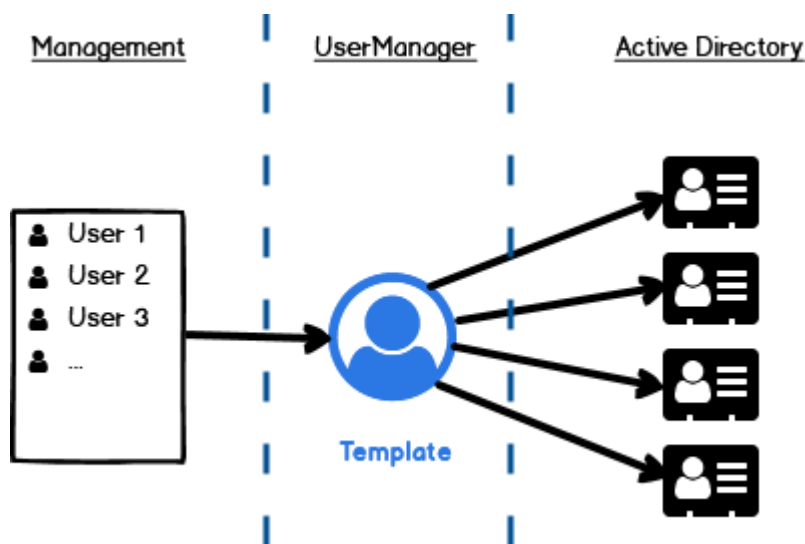 Management
UserManager
Active Directory
User 1
User 2
User 3
...
Template